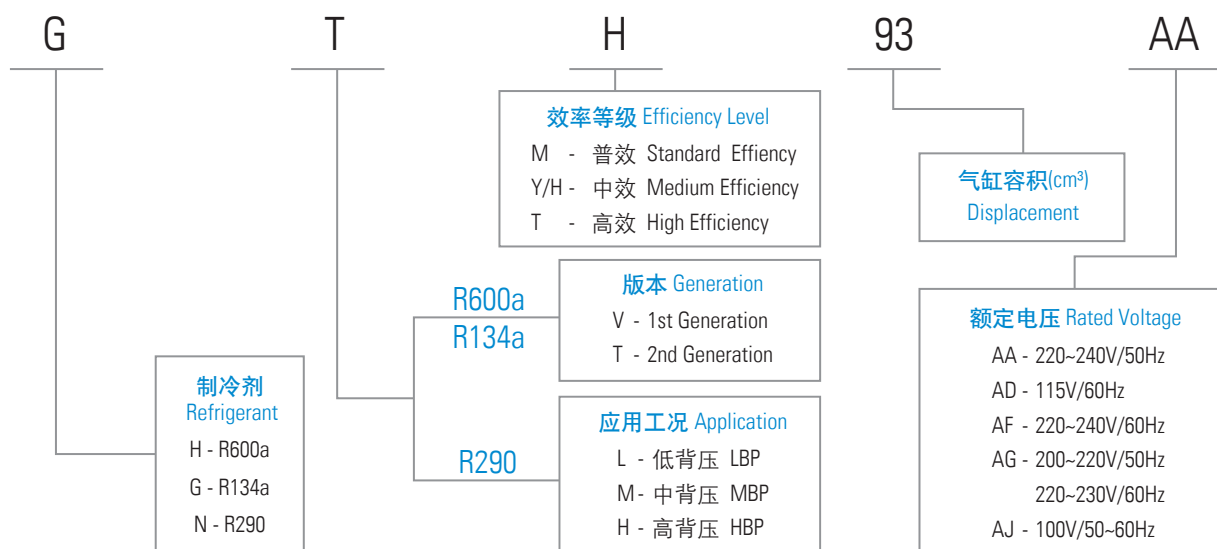 G T H 93 AA
效率等级 Efficiency Level
M - 普效 Standard Effiency
Y/H - 中效 Medium Efficiency
T - 高效 High Efficiency
气缸容积(cm³)
Displacement
R600a
R134a
版本 Generation
V - 1st Generation
T - 2nd Generation
额定电压 Rated Voltage
AA - 220~240V/50Hz
AD - 115V/60Hz
AF - 220~240V/60Hz
AG - 200~220V/50Hz
220~230V/60Hz
AJ - 100V/50~60Hz
制冷剂
Refrigerant
H - R600a
G - R134a
N - R290
R290
应用工况 Application
L - 低背压 LBP
M - 中背压 MBP
H - 高背压 HBP